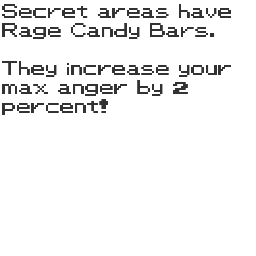 Secret areas have
Rage Candy Bars.
They increase your
max anger by 2
percent!